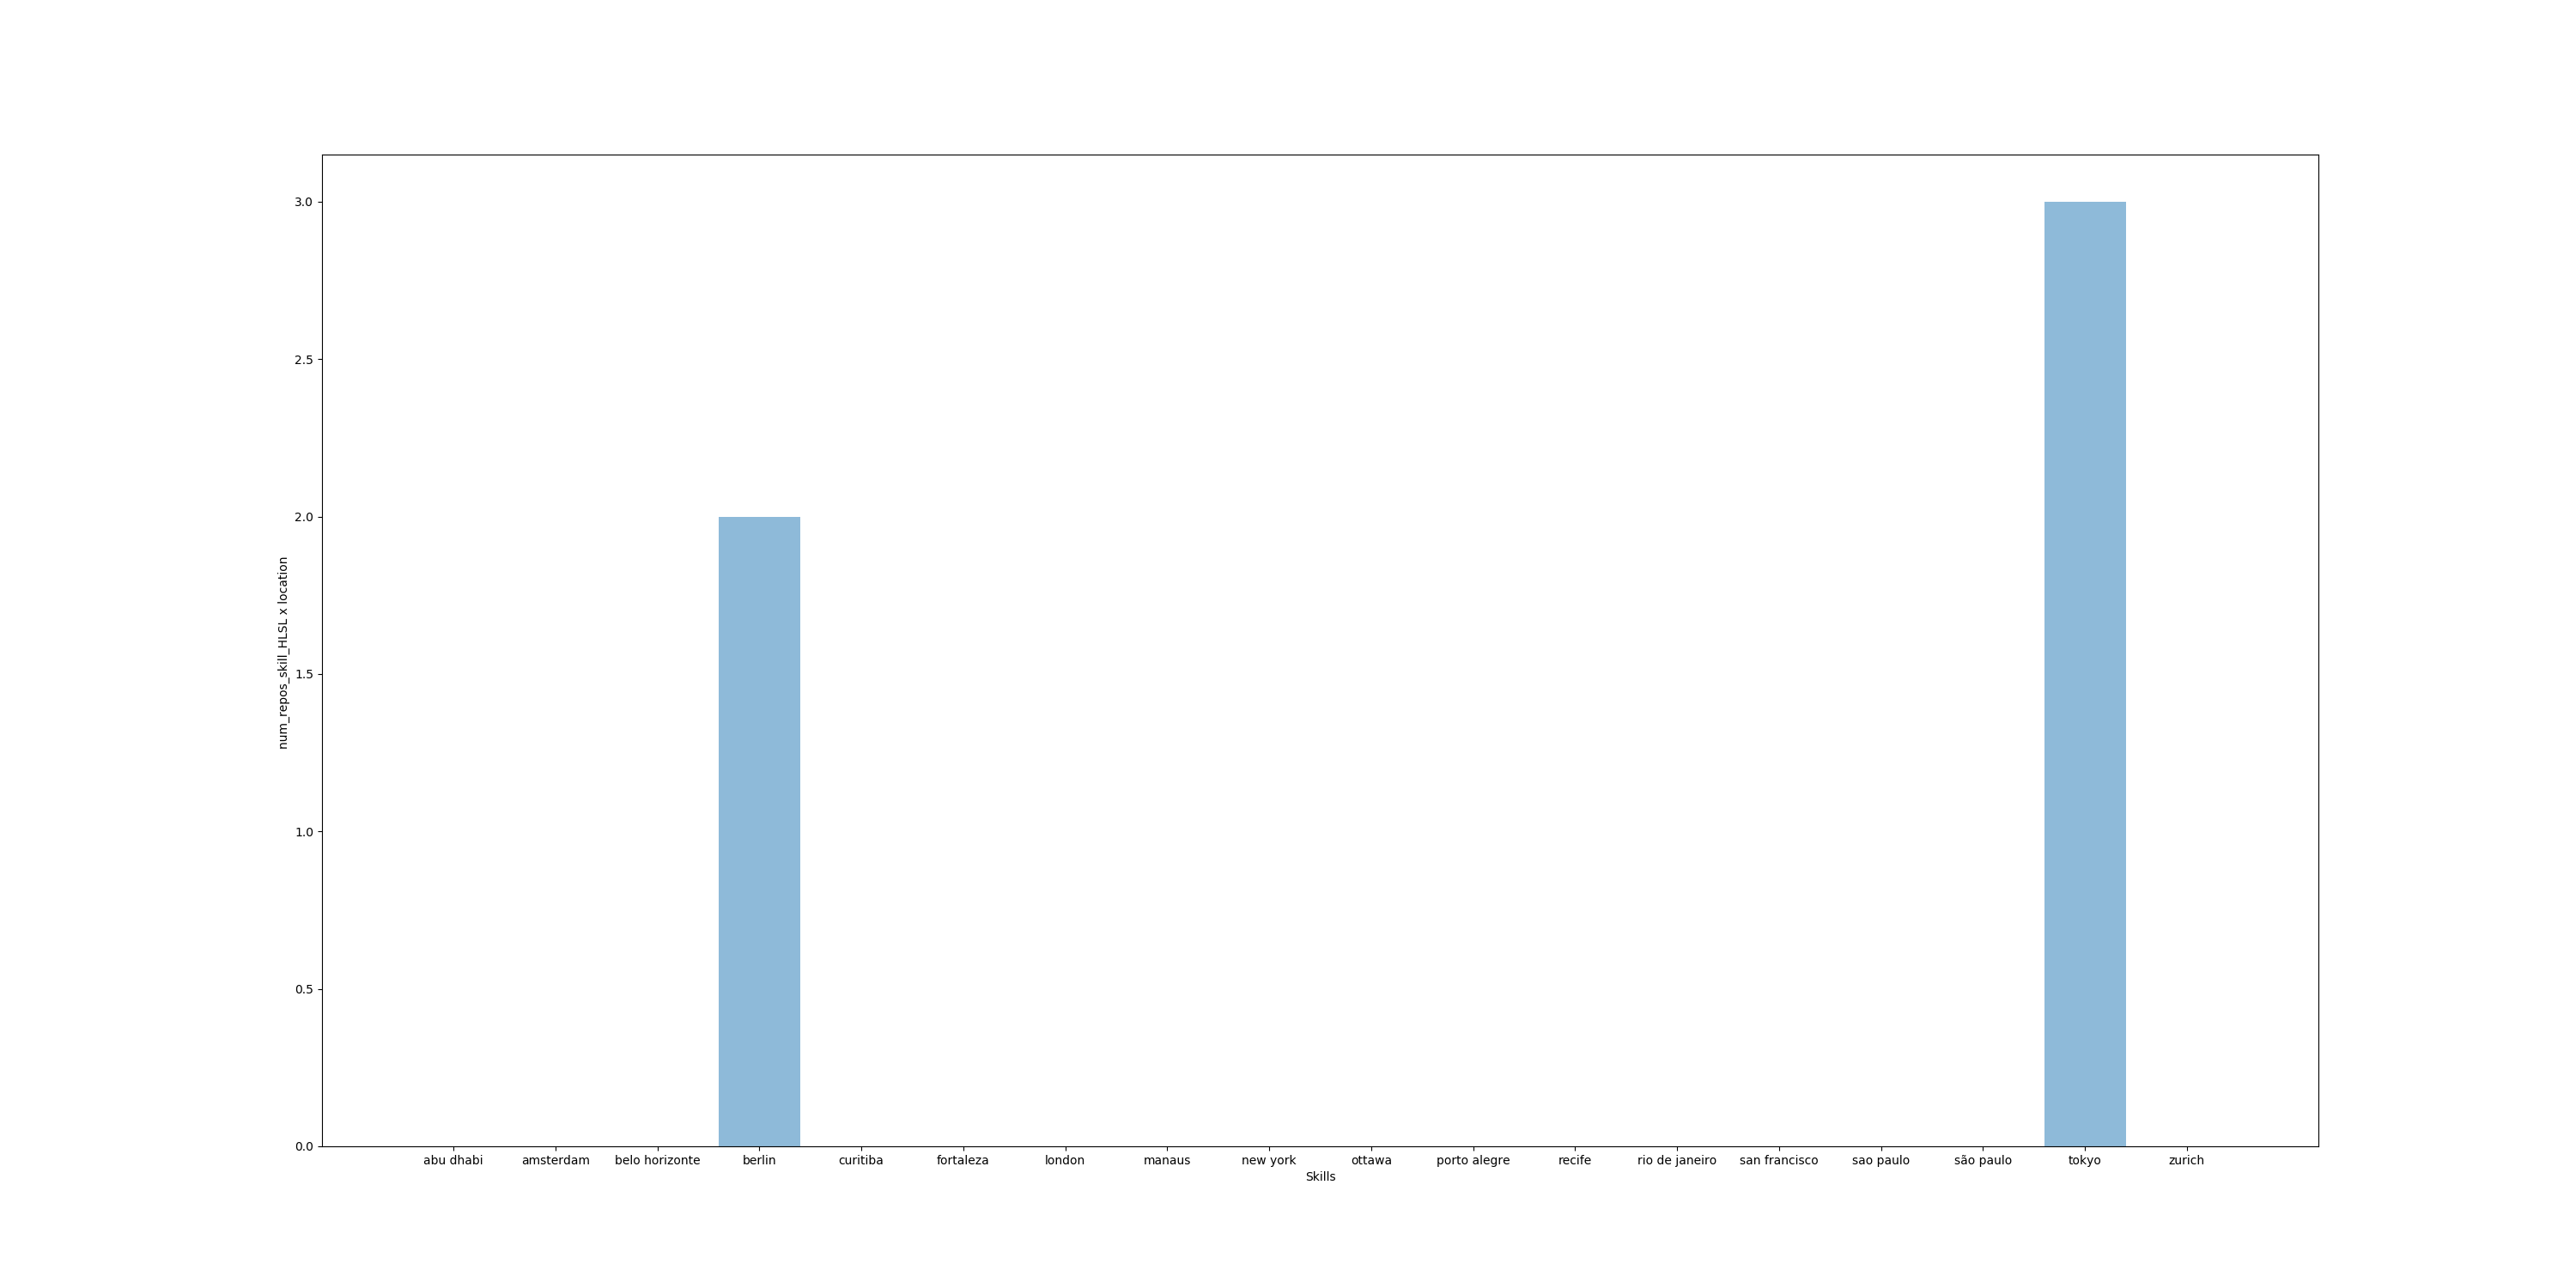 num_repos_skill_HLSL x location
3.0
2.5
2.0
1.5
1.0
0.5
0.0
abu dhabi amsterdam belo horizonte berlin curitiba fortaleza london manaus new york ottawa porto alegre recife rio de janeiro san francisco sao paulo são paulo tokyo zurich
Skills